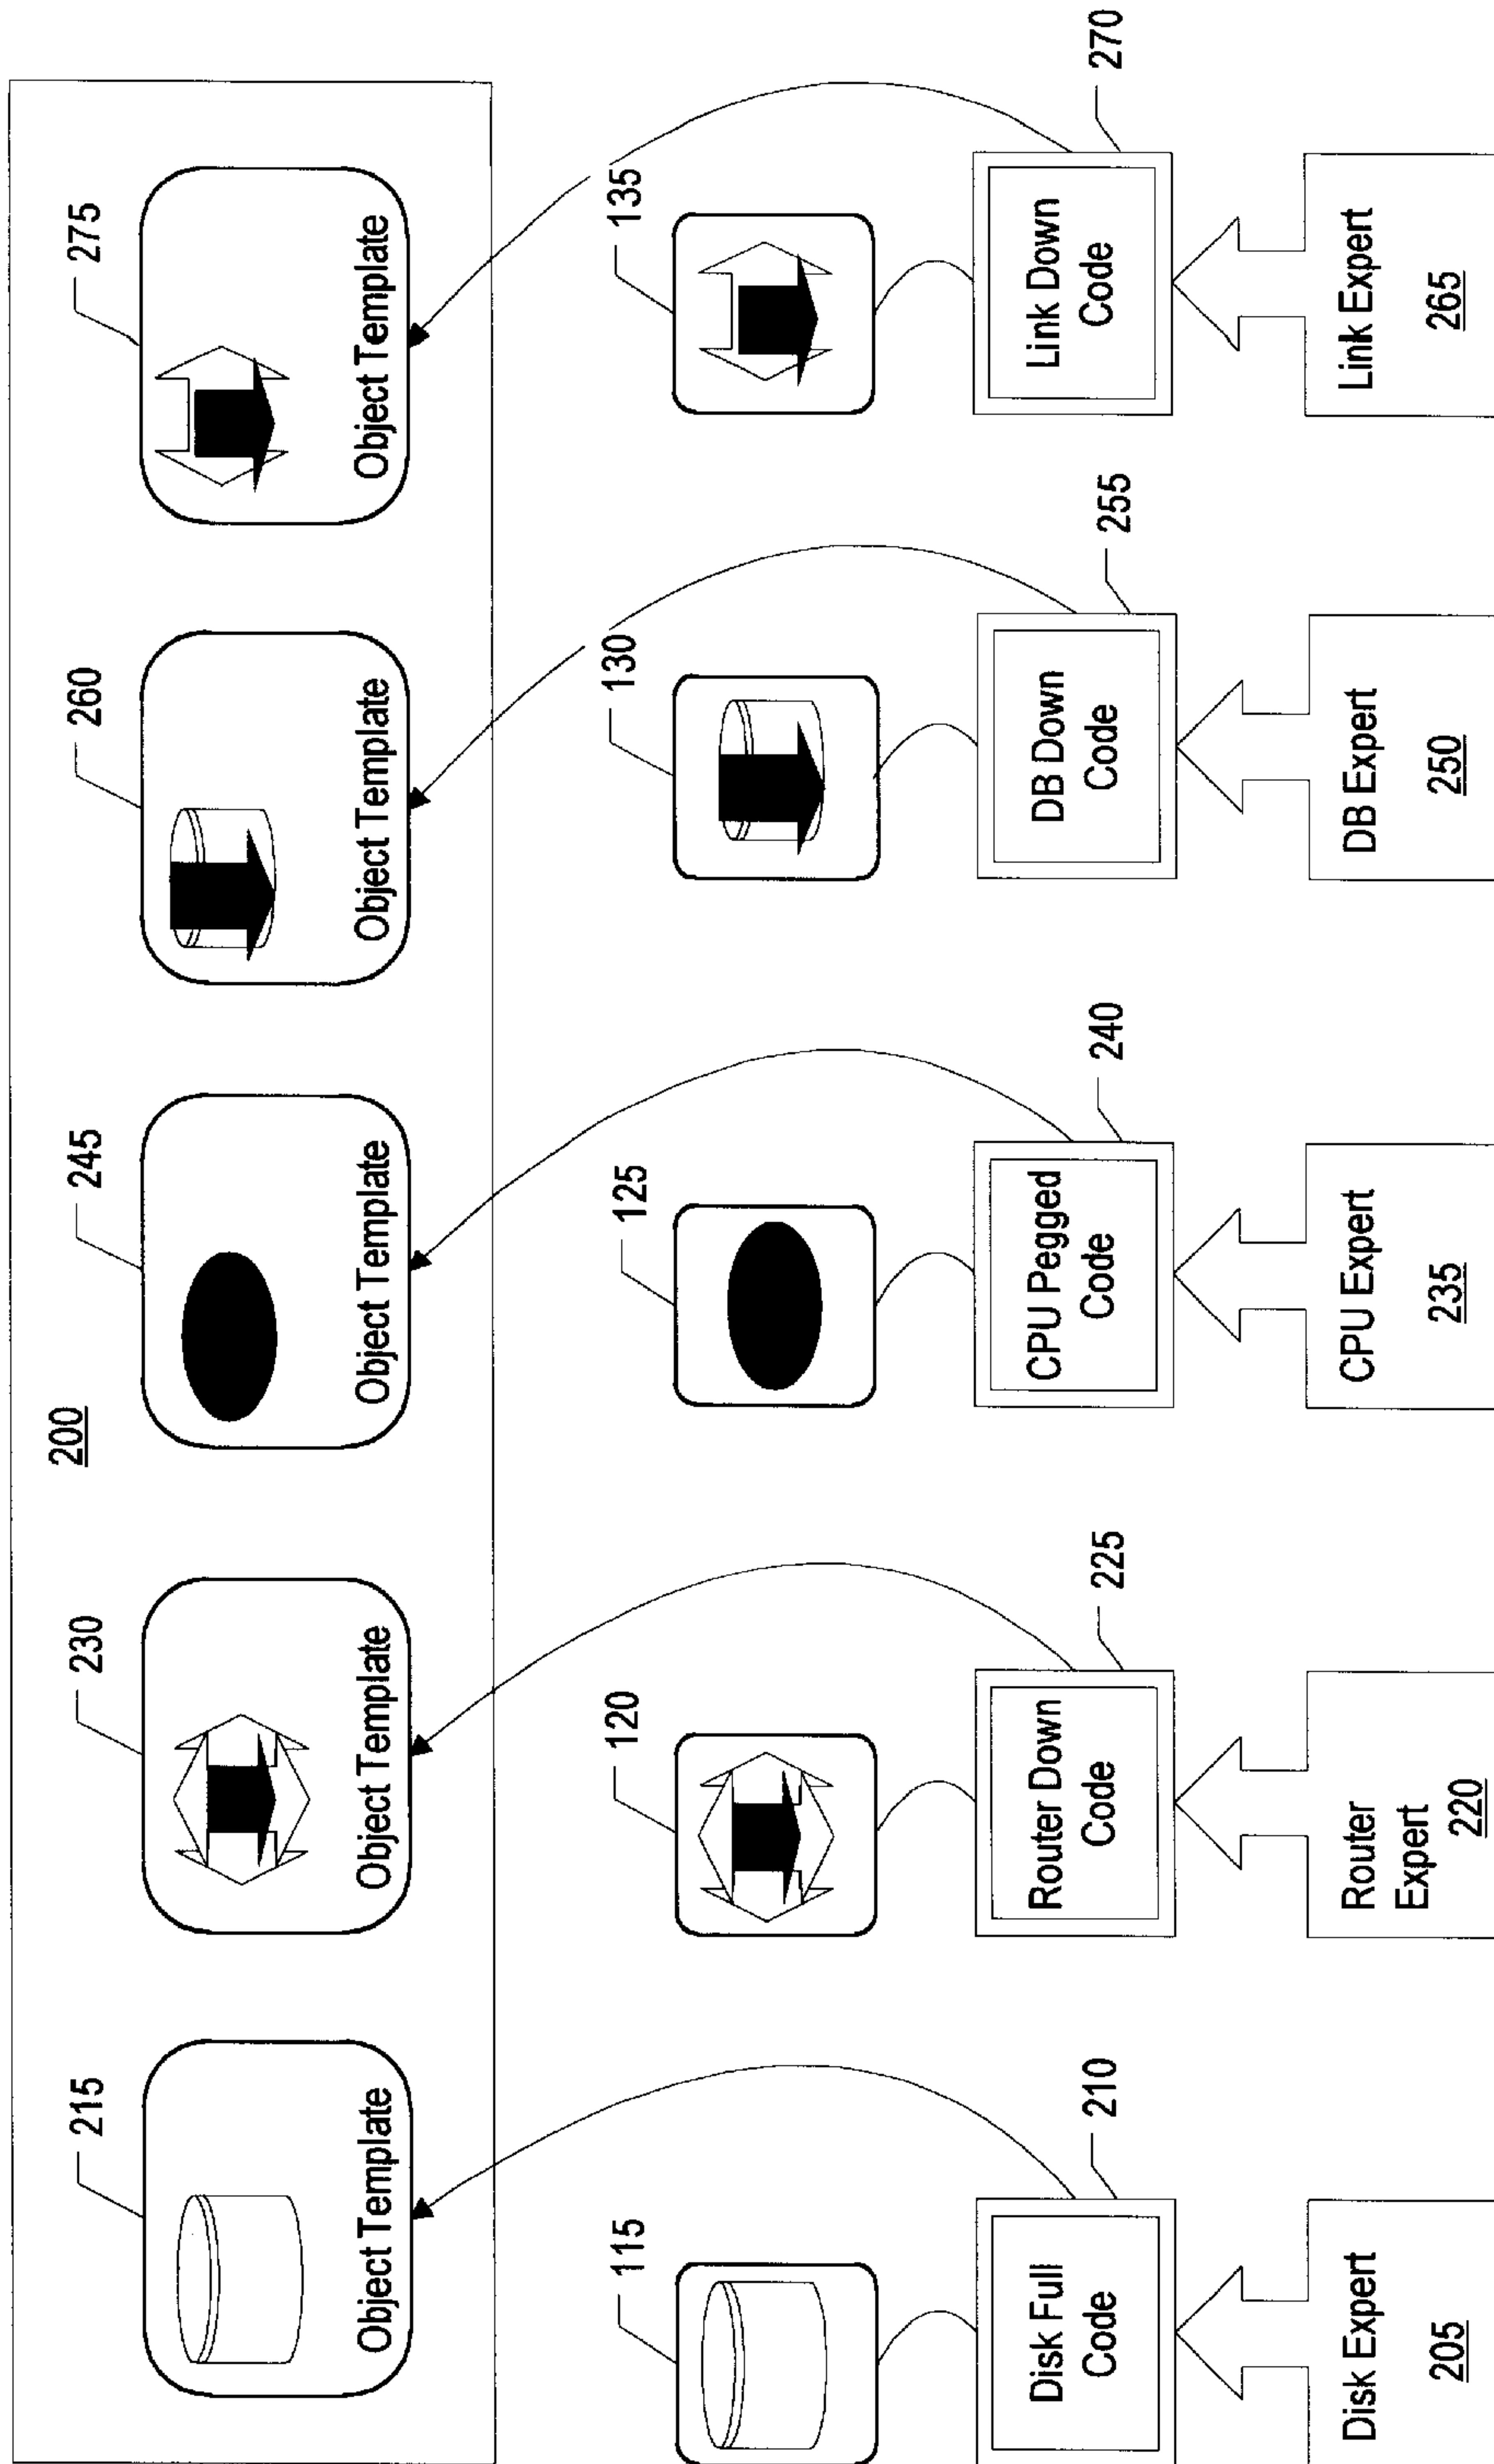 200
215
230
245
260
275
Object Template
Object Template
Object Template
Object Template
Object Template
115
120
125
130
135
Disk Full
Code
210
Router Down
Code
225
CPU Pegged
Code
240
DB Down
Code
255
Link Down
Code
270
Disk Expert
205
Router
Expert
220
CPU Expert
235
DB Expert
250
Link Expert
265